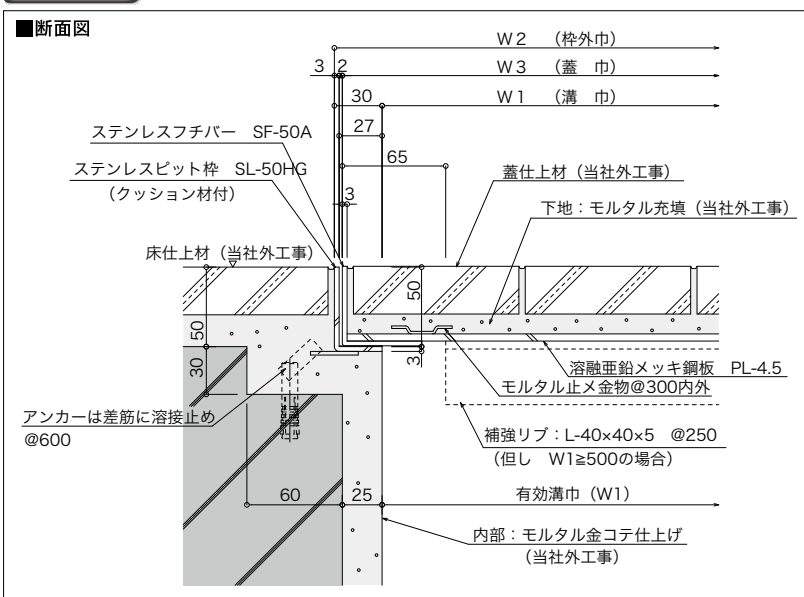 ■断面図
W2 （枠外巾）
3 2 W3 （蓋 巾）
30 W1 （溝 巾）
27
ステンレスフチバー SF-50A
65
ステンレスピット枠 SL-50HG
（クッション材付）
蓋仕上材（当社外工事）
3
下地：モルタル充填（当社外工事）
床仕上材（当社外工事）
50
50
30
3
溶融亜鉛メッキ鋼板 PL-4.5
モルタル止メ金物@300内外
アンカーは差筋に溶接止め
@600
補強リブ：L-40×40×5 @250
（但し W1≧500の場合）
60 25 有効溝巾（W1）
内部：モルタル金コテ仕上げ
（当社外工事）